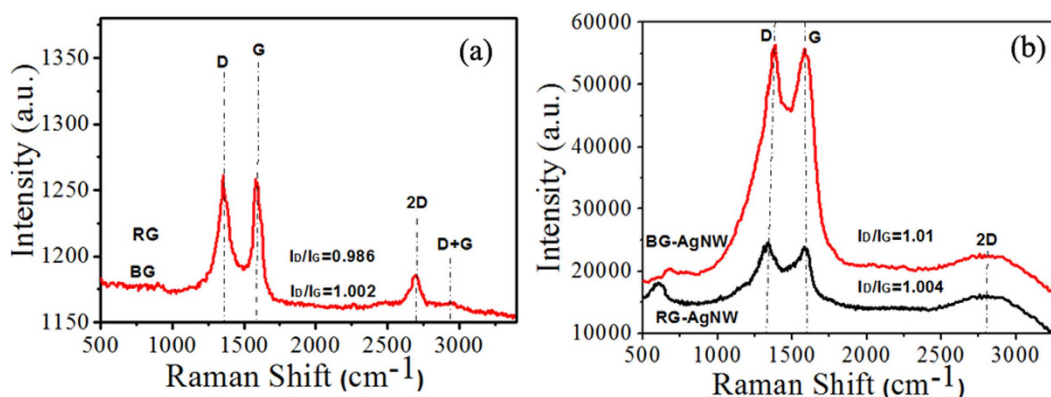 (a)
Intensity (a.u.)
1350
1300
1250
1200
1150
D
G
2D
D+G
RG
BG
ID/IG=0.986
ID/IG=1.002
500 1000 1500 2000 2500 3000
Raman Shift (cm-1)
(b)
Intensity (a.u.)
60000
50000
40000
30000
20000
10000
D
G
BG-AgNW
ID/IG=1.01
2D
ID/IG=1.004
RG-AgNW
500 1000 1500 2000 2500 3000
Raman Shift (cm-1)